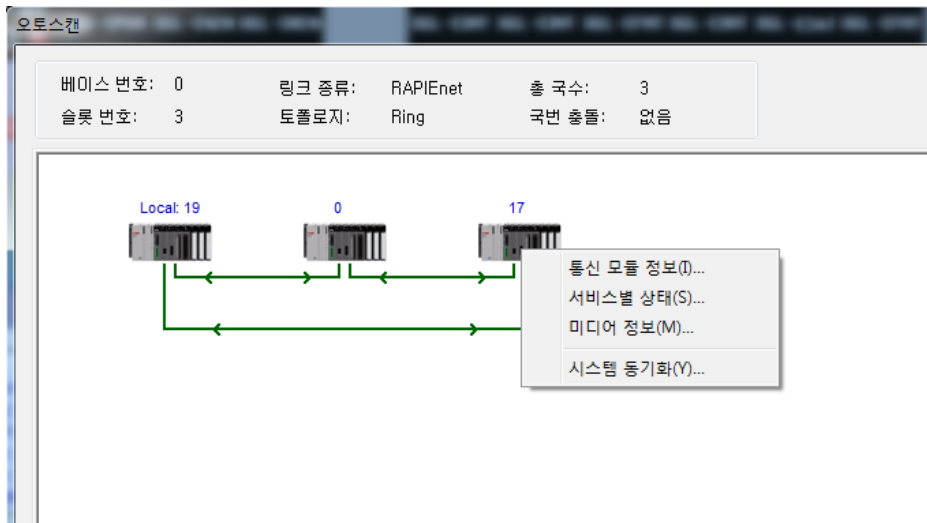 오토스캔
베이스 번호: 0 링크 종류: RAPIEnet 총 국수: 3
슬롯 번호: 3 토폴로지: Ring 국번 충돌: 없음
Local: 19 0 17
통신 모듈 정보(I)...
서비스별 상태(S)...
미디어 정보(M)...
시스템 동기화(Y)...